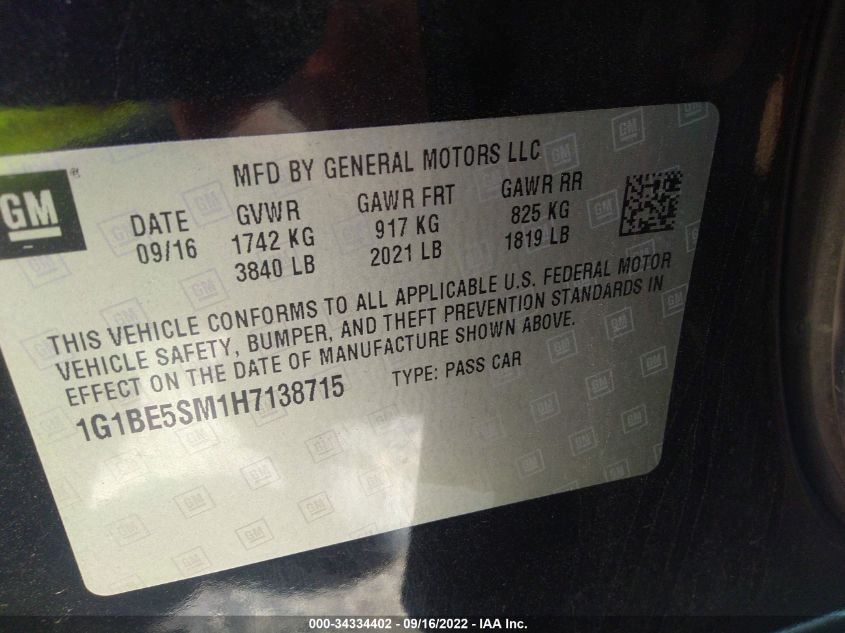 GM ®
MFD BY GENERAL MOTORS LLC
DATE GVWR GAWR FRT GAWR RR
09/16 1742 KG 917 KG 825 KG
3840 LB 2021 LB 1819 LB
THIS VEHICLE CONFORMS TO ALL APPLICABLE U.S. FEDERAL MOTOR
VEHICLE SAFETY, BUMPER, AND THEFT PREVENTION STANDARDS IN
EFFECT ON THE DATE OF MANUFACTURE SHOWN ABOVE.
1G1BE5SM1H7138715 TYPE: PASS CAR
000-34334402 - 09/16/2022 - IAA Inc.